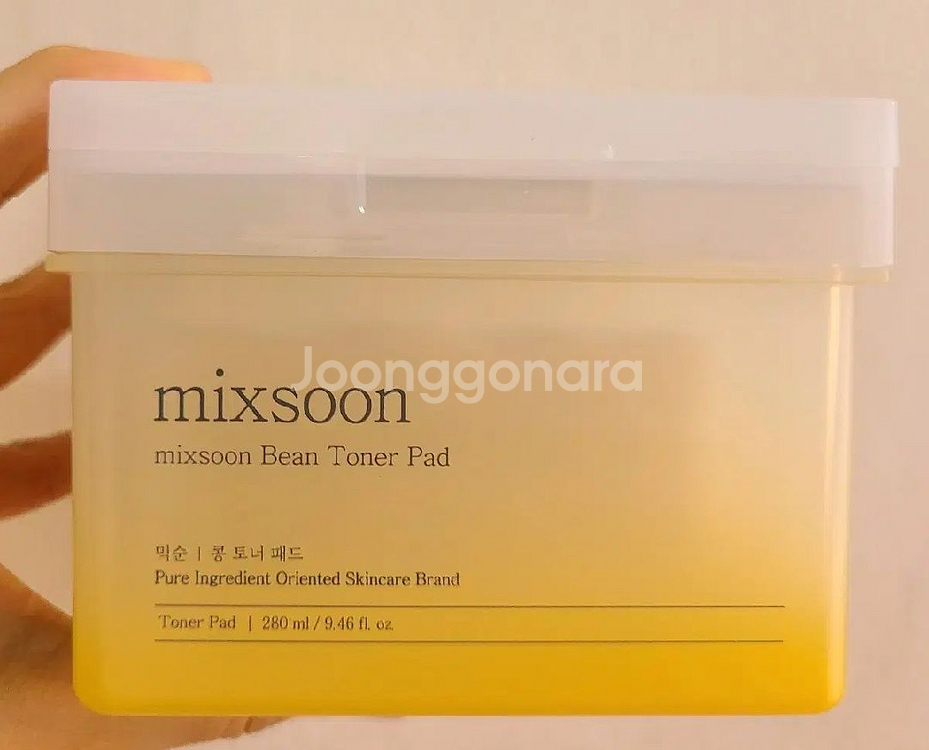 Joonggonara
mixsoon
mixsoon Bean Toner Pad
믹순 | 콩 토너 패드
Pure Ingredient Oriented Skincare Brand
Toner Pad | 280 ml / 9.46 fl. oz.